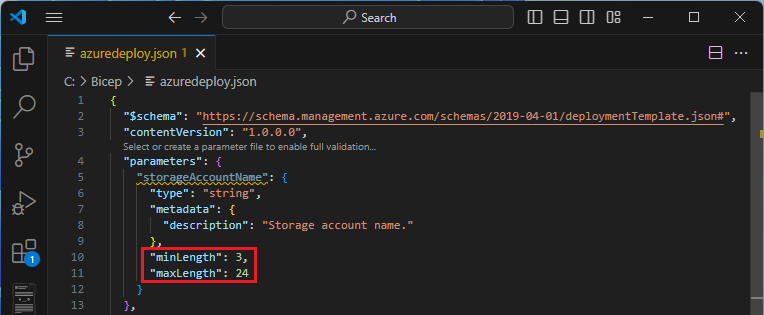 Search
azuredeploy.json 1
C: > Bicep > azuredeploy.json
1 {
2 "$schema": "https://schema.management.azure.com/schemas/2019-04-01/deploymentTemplate.json#",
3 "contentVersion": "1.0.0.0",
Select or create a parameter file to enable full validation...
4 "parameters": {
5 "storageAccountName": {
6 "type": "string",
7 "metadata": {
8 "description": "Storage account name."
9 },
10 "minLength": 3,
11 "maxLength": 24
12 }
13 },
1